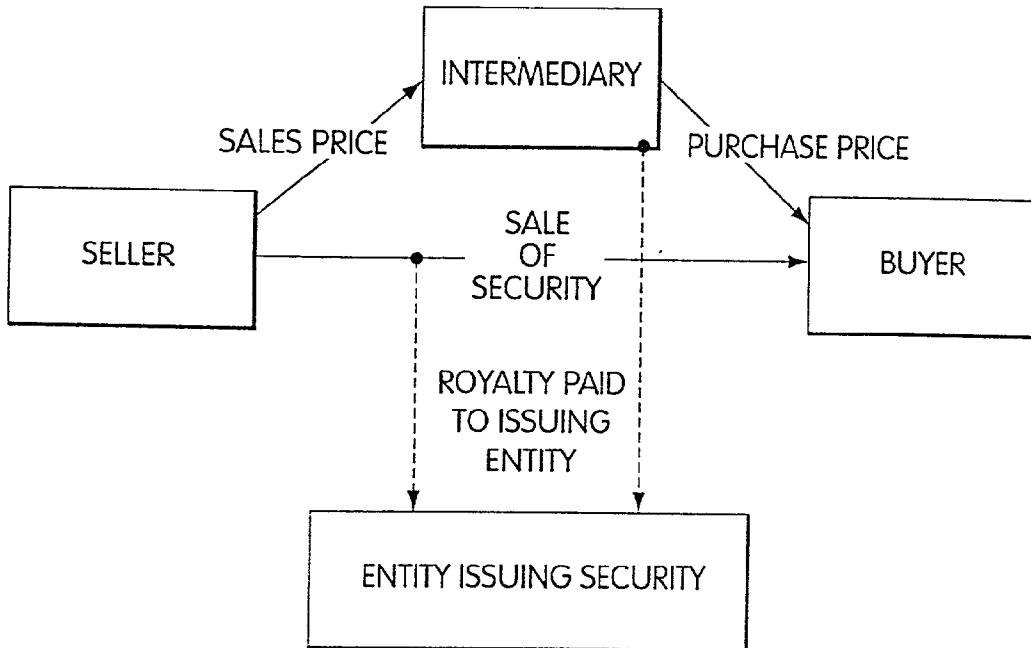 INTERMEDIARY
SALES PRICE
PURCHASE PRICE
SELLER
SALE
OF
SECURITY
BUYER
ROYALTY PAID
TO ISSUING
ENTITY
ENTITY ISSUING SECURITY